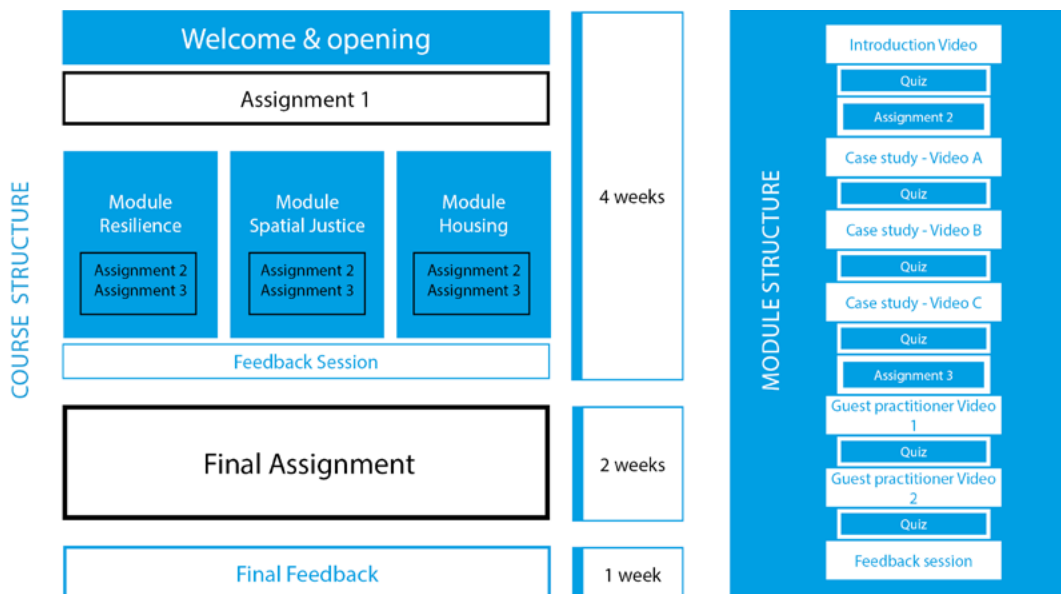 COURSE STRUCTURE
Welcome & opening
Assignment 1
Module
Resilience
Assignment 2
Assignment 3
Module
Spatial Justice
Assignment 2
Assignment 3
Module
Housing
Assignment 2
Assignment 3
Feedback Session
4 weeks
Final Assignment
2 weeks
Final Feedback
1 week
MODULE STRUCTURE
Introduction Video
Quiz
Assignment 2
Case study - Video A
Quiz
Case study - Video B
Quiz
Case study - Video C
Quiz
Assignment 3
Guest practitioner Video
1
Quiz
Guest practitioner Video
2
Quiz
Feedback session